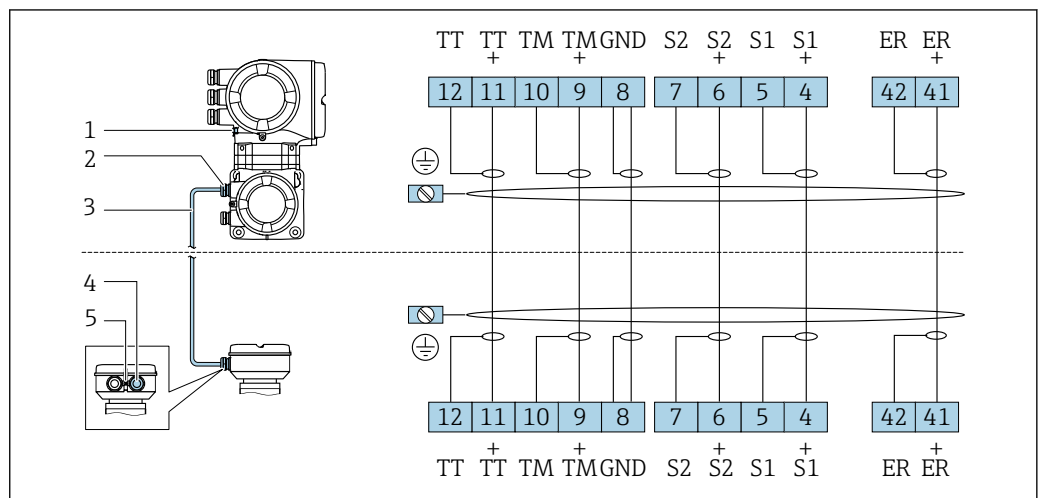 TT TT TM TM GND S2 S2 S1 S1 ER ER
+ + + + +
12 11 10 9 8 7 6 5 4 42 41
1
2
3
4
5
12 11 10 9 8 7 6 5 4 42 41
+ + + + +
TT TT TM TM GND S2 S2 S1 S1 ER ER